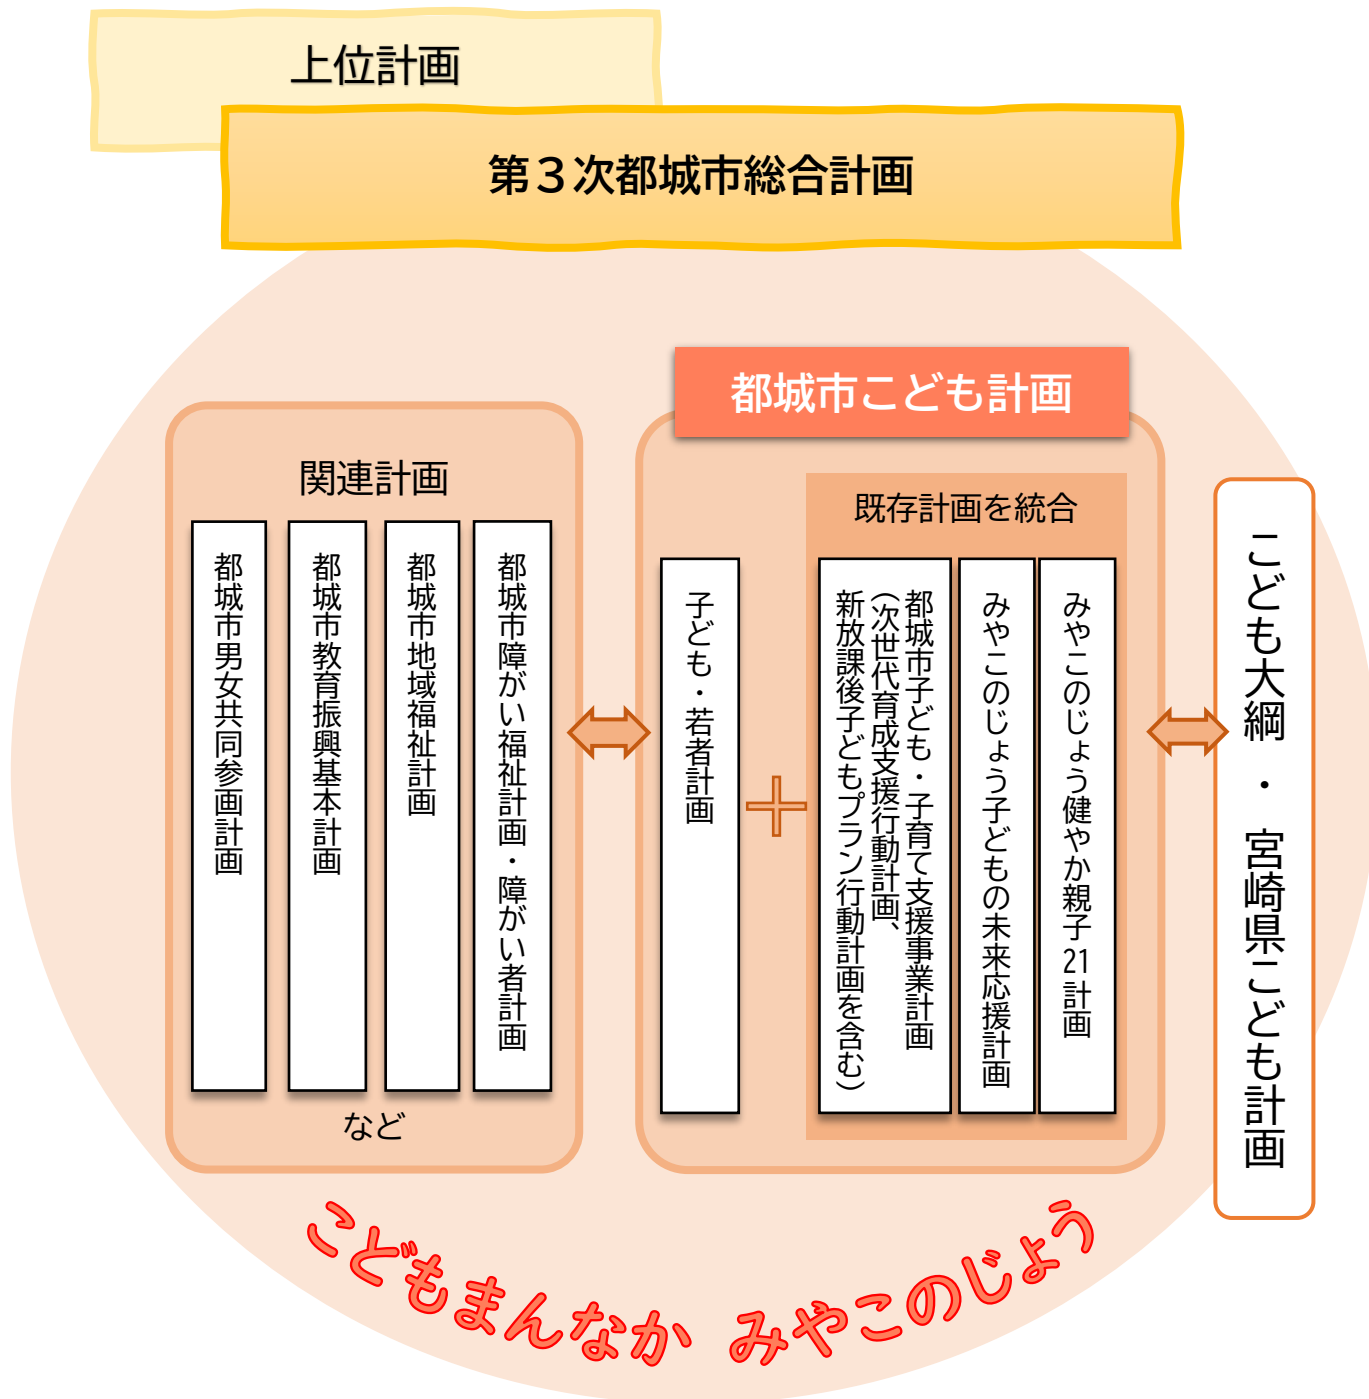 上位計画
第３次都城市総合計画
都城市こども計画
関連計画
都城市男女共同参画計画
都城市教育振興基本計画
都城市地域福祉計画
都城市障がい福祉計画・障がい者計画
など
子ども・若者計画
既存計画を統合
都城市子ども・子育て支援事業計画
（次世代育成支援行動計画、
新放課後子どもプラン行動計画を含む）
みやこのじょう子どもの未来応援計画
みやこのじょう健やか親子21計画
こども大綱　・　宮崎県こども計画
こどもまんなか　みやこのじょう